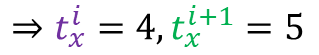 ⇒ t_x^i = 4, t_x^{i+1} = 5